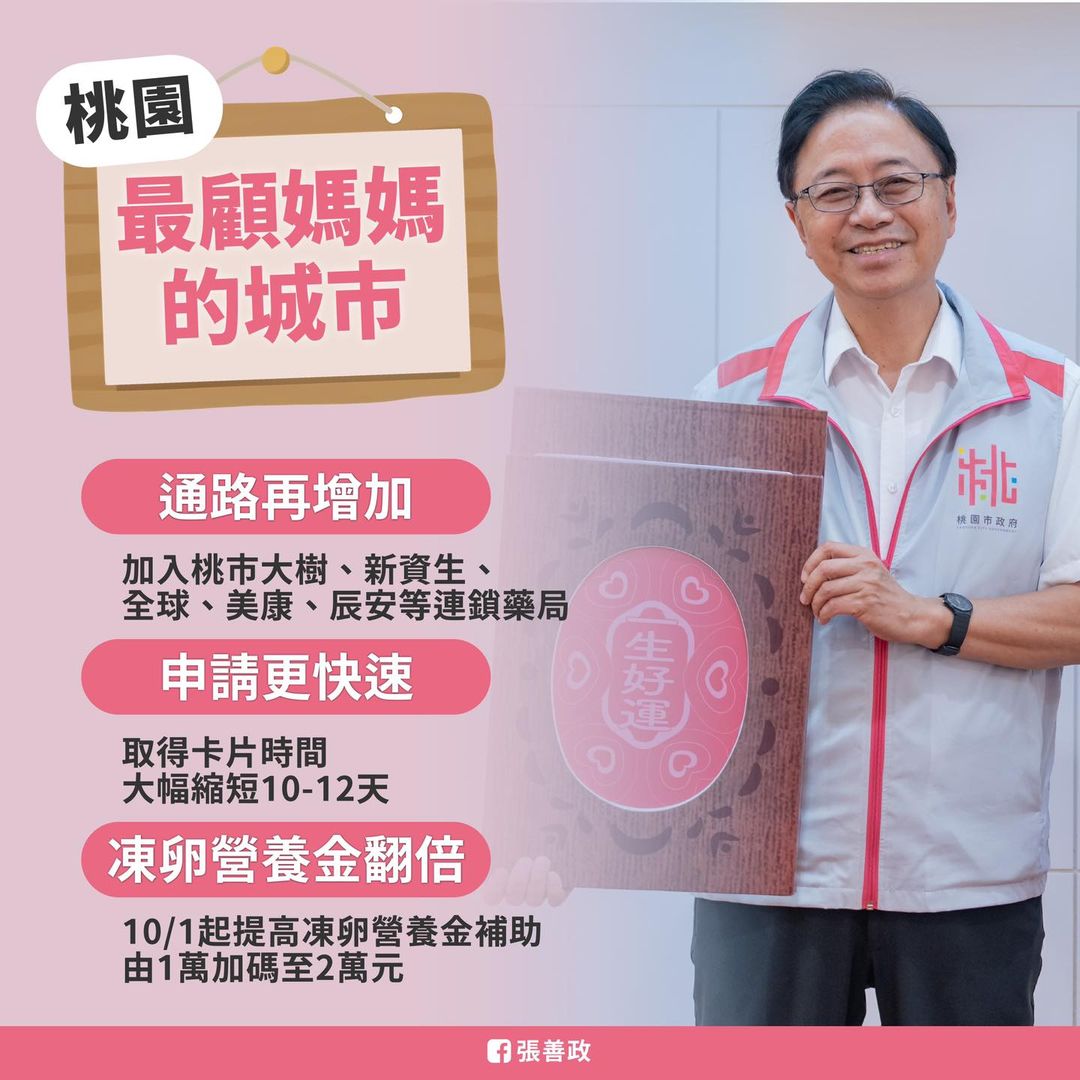 桃園
最顧媽媽
的城市
通路再增加
加入桃市大樹、新資生、
全球、美康、辰安等連鎖藥局
申請更快速
取得卡片時間
大幅縮短10-12天
凍卵營養金翻倍
10/1起提高凍卵營養金補助
由1萬加碼至2萬元
一生好運
桃
桃園市政府
張善政